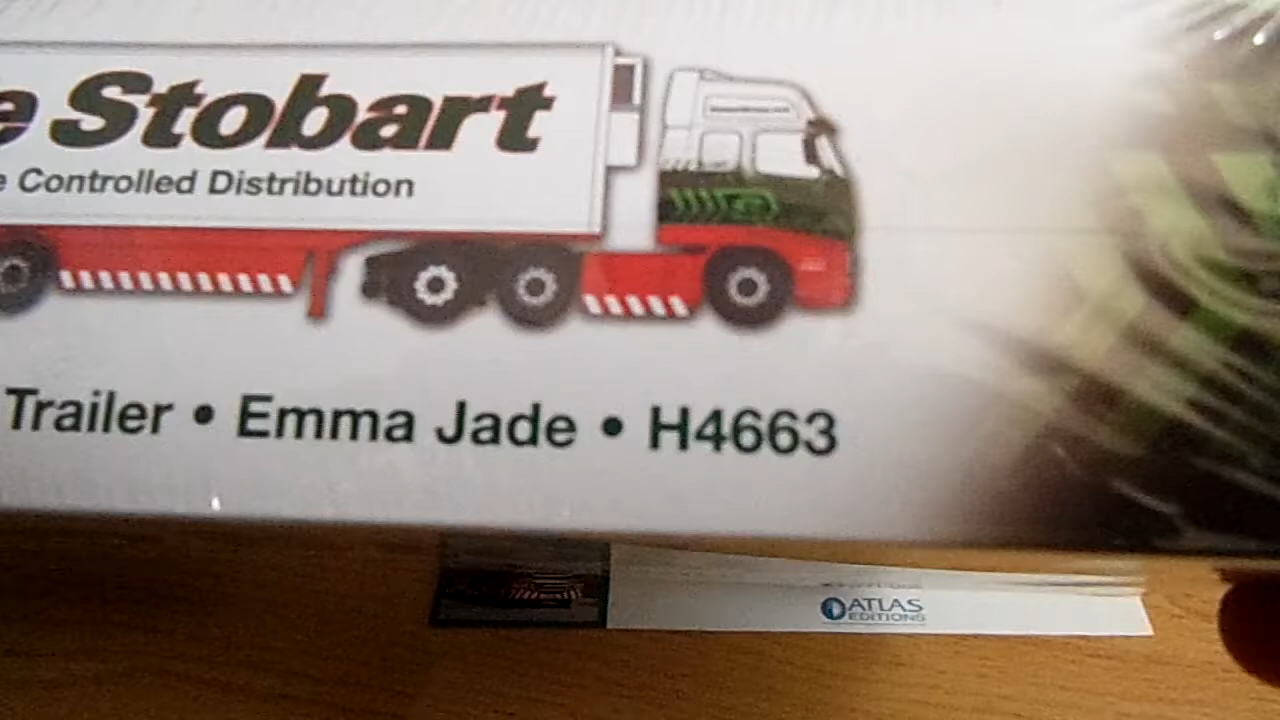 e Stobart
e Controlled Distribution
Trailer • Emma Jade • H4663
ATLAS
EDITIONS